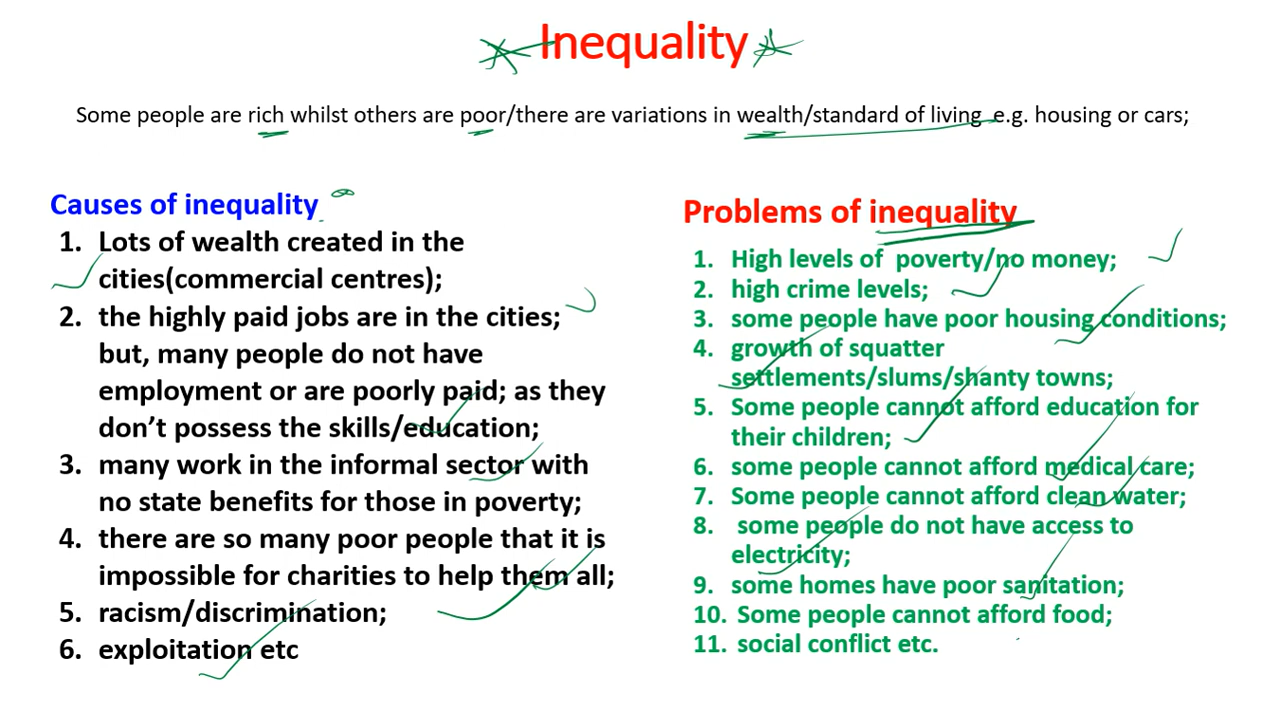 Inequality
Some people are rich whilst others are poor/there are variations in wealth/standard of living e.g. housing or cars;
Causes of inequality
1. Lots of wealth created in the
cities(commercial centres);
2. the highly paid jobs are in the cities;
but, many people do not have
employment or are poorly paid; as they
don’t possess the skills/education;
3. many work in the informal sector with
no state benefits for those in poverty;
4. there are so many poor people that it is
impossible for charities to help them all;
5. racism/discrimination;
6. exploitation etc
Problems of inequality
1. High levels of poverty/no money;
2. high crime levels;
3. some people have poor housing conditions;
4. growth of squatter
settlements/slums/shanty towns;
5. Some people cannot afford education for
their children;
6. some people cannot afford medical care;
7. Some people cannot afford clean water;
8. some people do not have access to
electricity;
9. some homes have poor sanitation;
10. Some people cannot afford food;
11. social conflict etc.